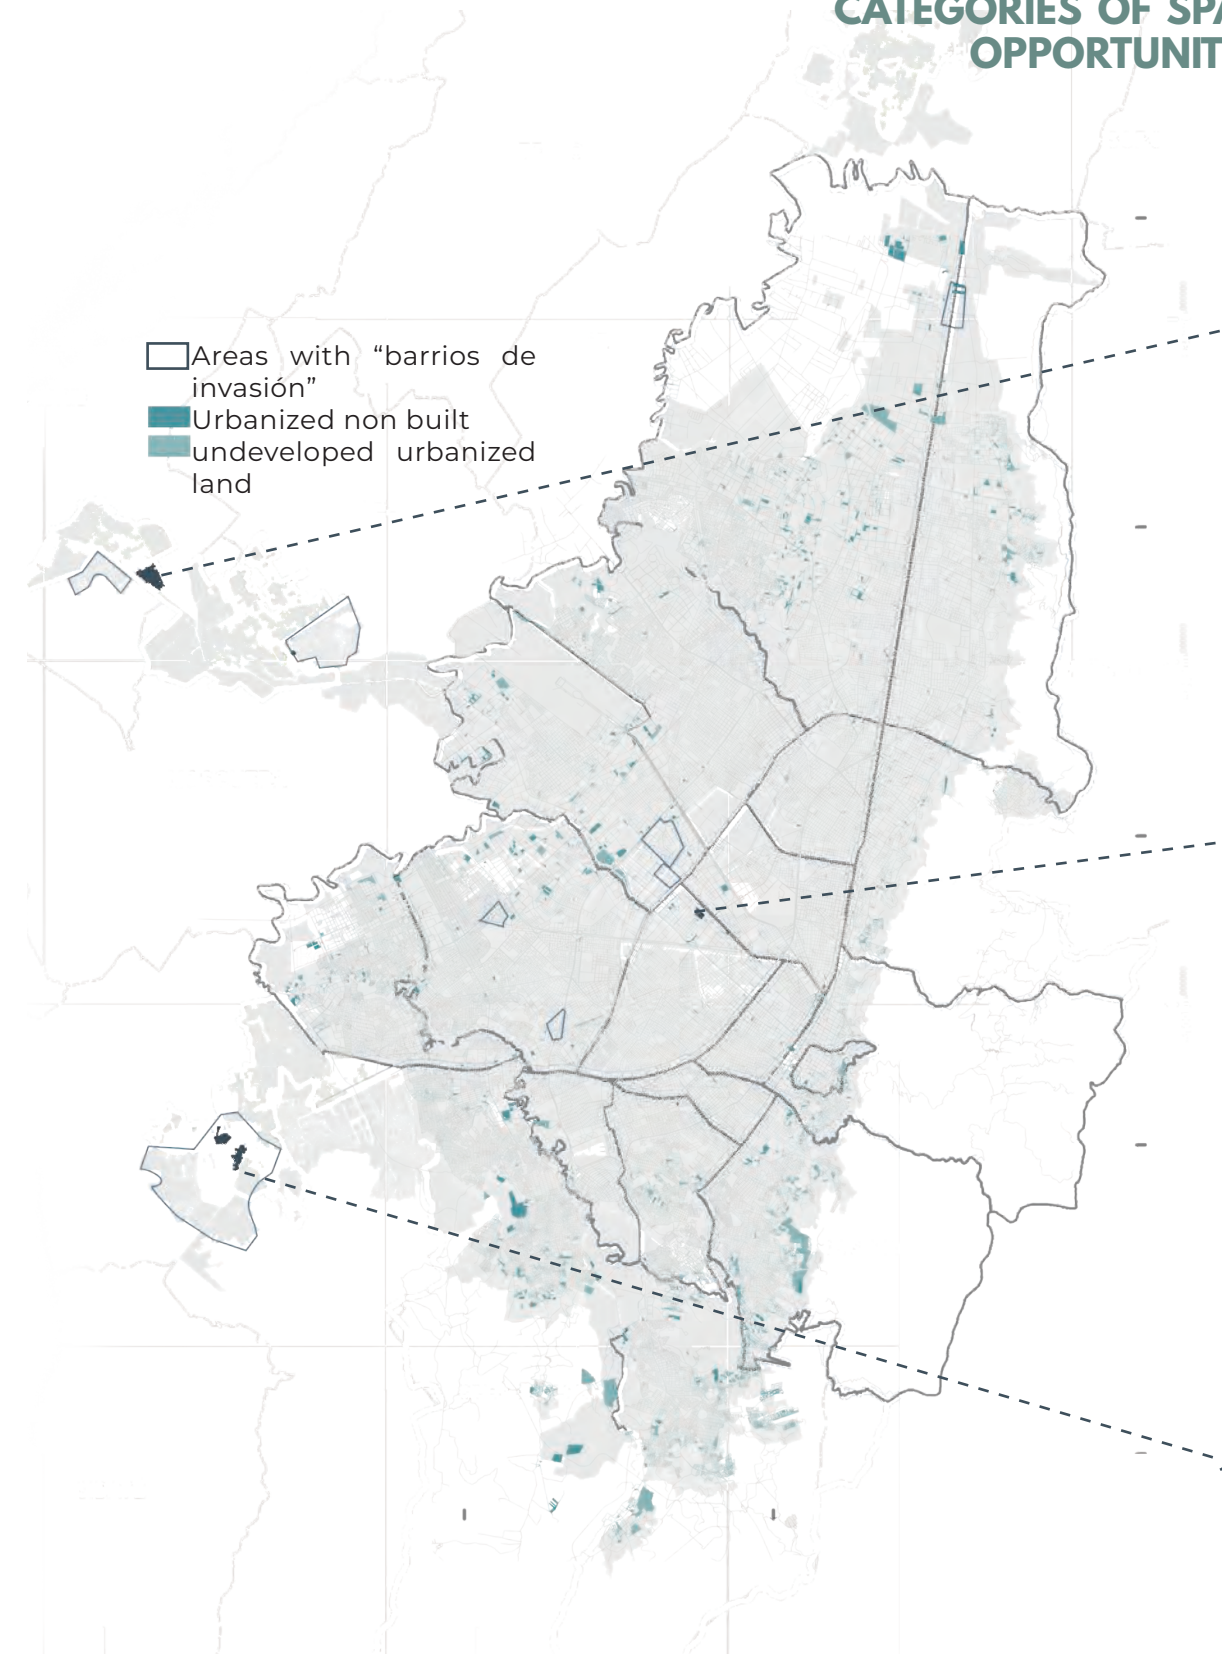 CATEGORIES OF SPA
OPPORTUNIT
Areas with “barrios de
invasión”
Urbanized non built
undeveloped urbanized
land